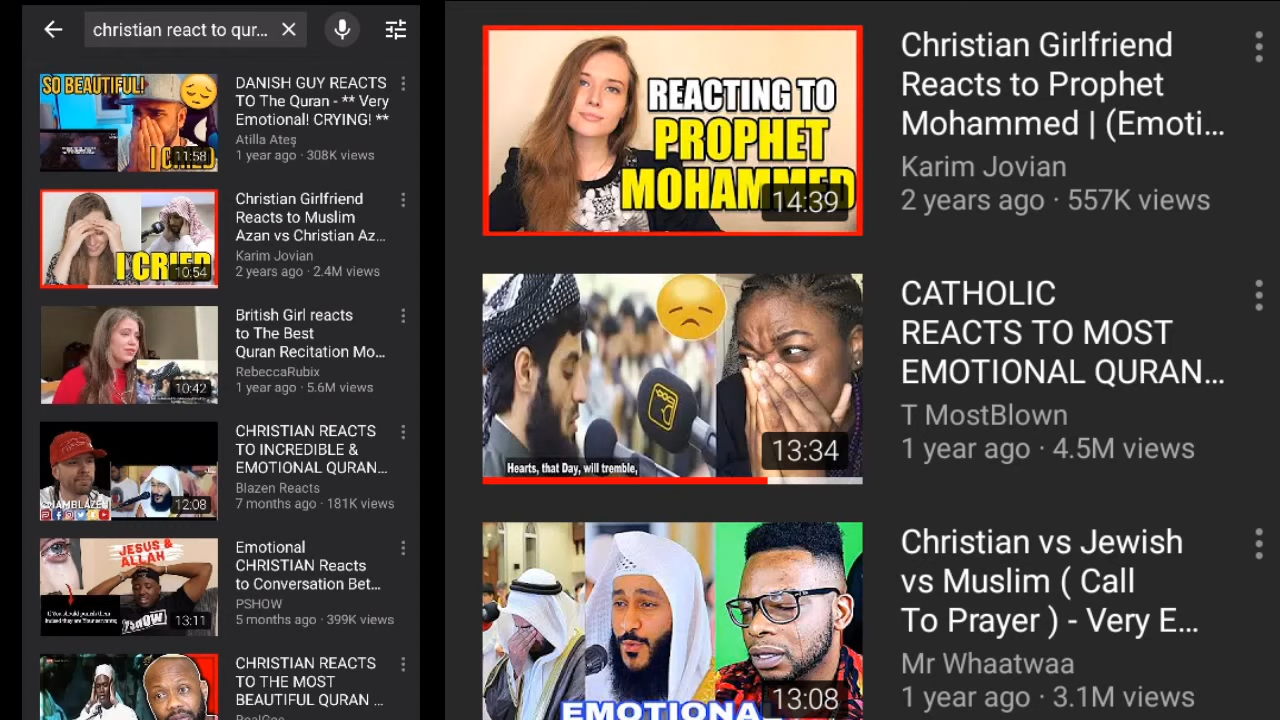 christian react to qur...
SO BEAUTIFUL!
I CRIED
11:58
DANISH GUY REACTS
TO The Quran - ** Very
Emotional! CRYING! **
Atilla Ateş
1 year ago · 308K views
I CRIED
10:54
Christian Girlfriend
Reacts to Muslim
Azan vs Christian Az...
Karim Jovian
2 years ago · 2.4M views
10:42
British Girl reacts
to The Best
Quran Recitation Mo...
RebeccaRubix
1 year ago · 5.6M views
12:08
CHRISTIAN REACTS
TO INCREDIBLE &
EMOTIONAL QURAN...
Blazen Reacts
7 months ago · 181K views
JESUS &
ALLAH
13:11
Emotional
CHRISTIAN Reacts
to Conversation Bet...
PSHOW
5 months ago · 399K views
CHRISTIAN REACTS
TO THE MOST
BEAUTIFUL QURAN ...
REACTING TO
PROPHET
MOHAMMED
14:39
Christian Girlfriend
Reacts to Prophet
Mohammed | (Emoti...
Karim Jovian
2 years ago · 557K views
Hearts, that Day, will tremble,
13:34
CATHOLIC
REACTS TO MOST
EMOTIONAL QURAN...
T MostBlown
1 year ago · 4.5M views
EMOTIONAL
13:08
Christian vs Jewish
vs Muslim ( Call
To Prayer ) - Very E...
Mr Whaatwaa
1 year ago · 3.1M views